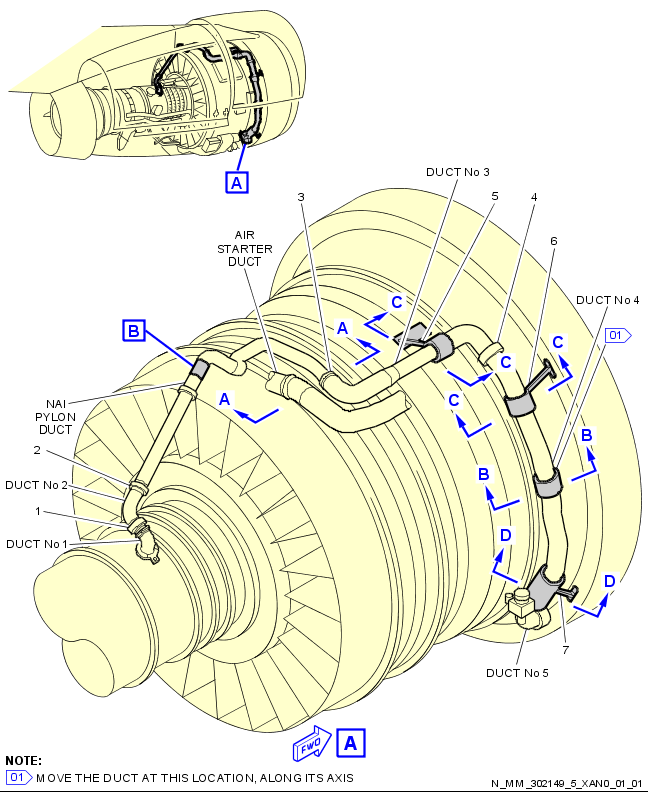 A
DUCT No 3
3
5
4
AIR
STARTER
DUCT
6
DUCT No 4
C
01
B
A
C
C
A
C
NAI
PYLON
DUCT
B
2
B
DUCT No 2
1
D
DUCT No 1
D
7
DUCT No 5
FWD
A
NOTE:
01 MOVE THE DUCT AT THIS LOCATION, ALONG ITS AXIS
N_MM_302149_5_XAN0_01_01